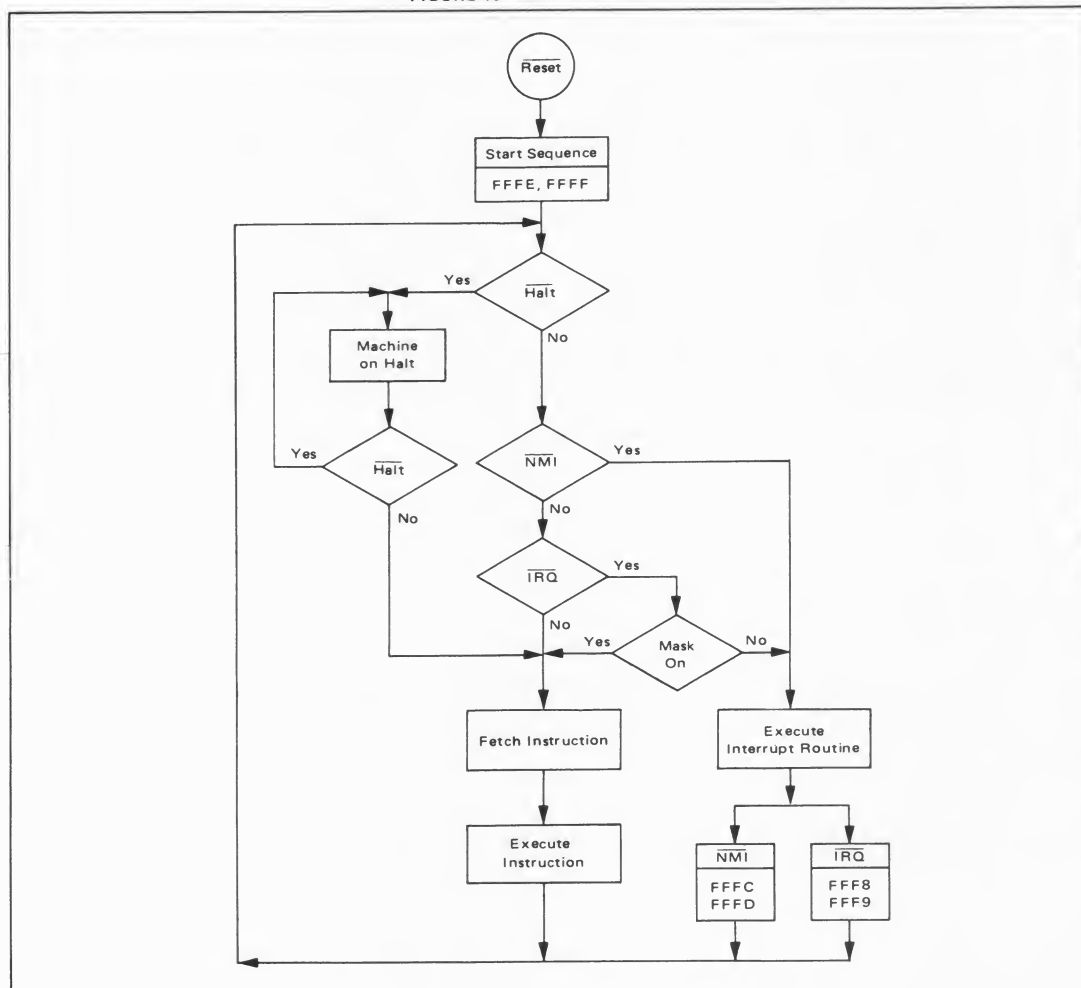 Reset
Start Sequence
FFFE, FFFF
Yes
Halt
No
Machine
on Halt
Yes
Halt
No
NMI
Yes
No
IRQ
Yes
No
Yes
Mask
On
No
Fetch Instruction
Execute
Interrupt Routine
Execute
Instruction
NMI
FFFC
FFFD
IRQ
FFF8
FFF9